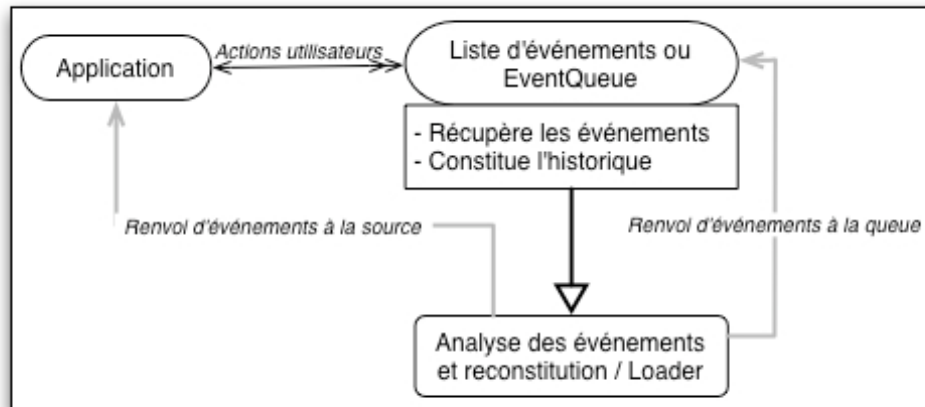 Application
Actions utilisateurs
Liste d'événements ou
EventQueue
- Récupère les événements
- Constitue l'historique
Renvoi d'événements à la source
Renvoi d'événements à la queue
Analyse des événements
et reconstitution / Loader